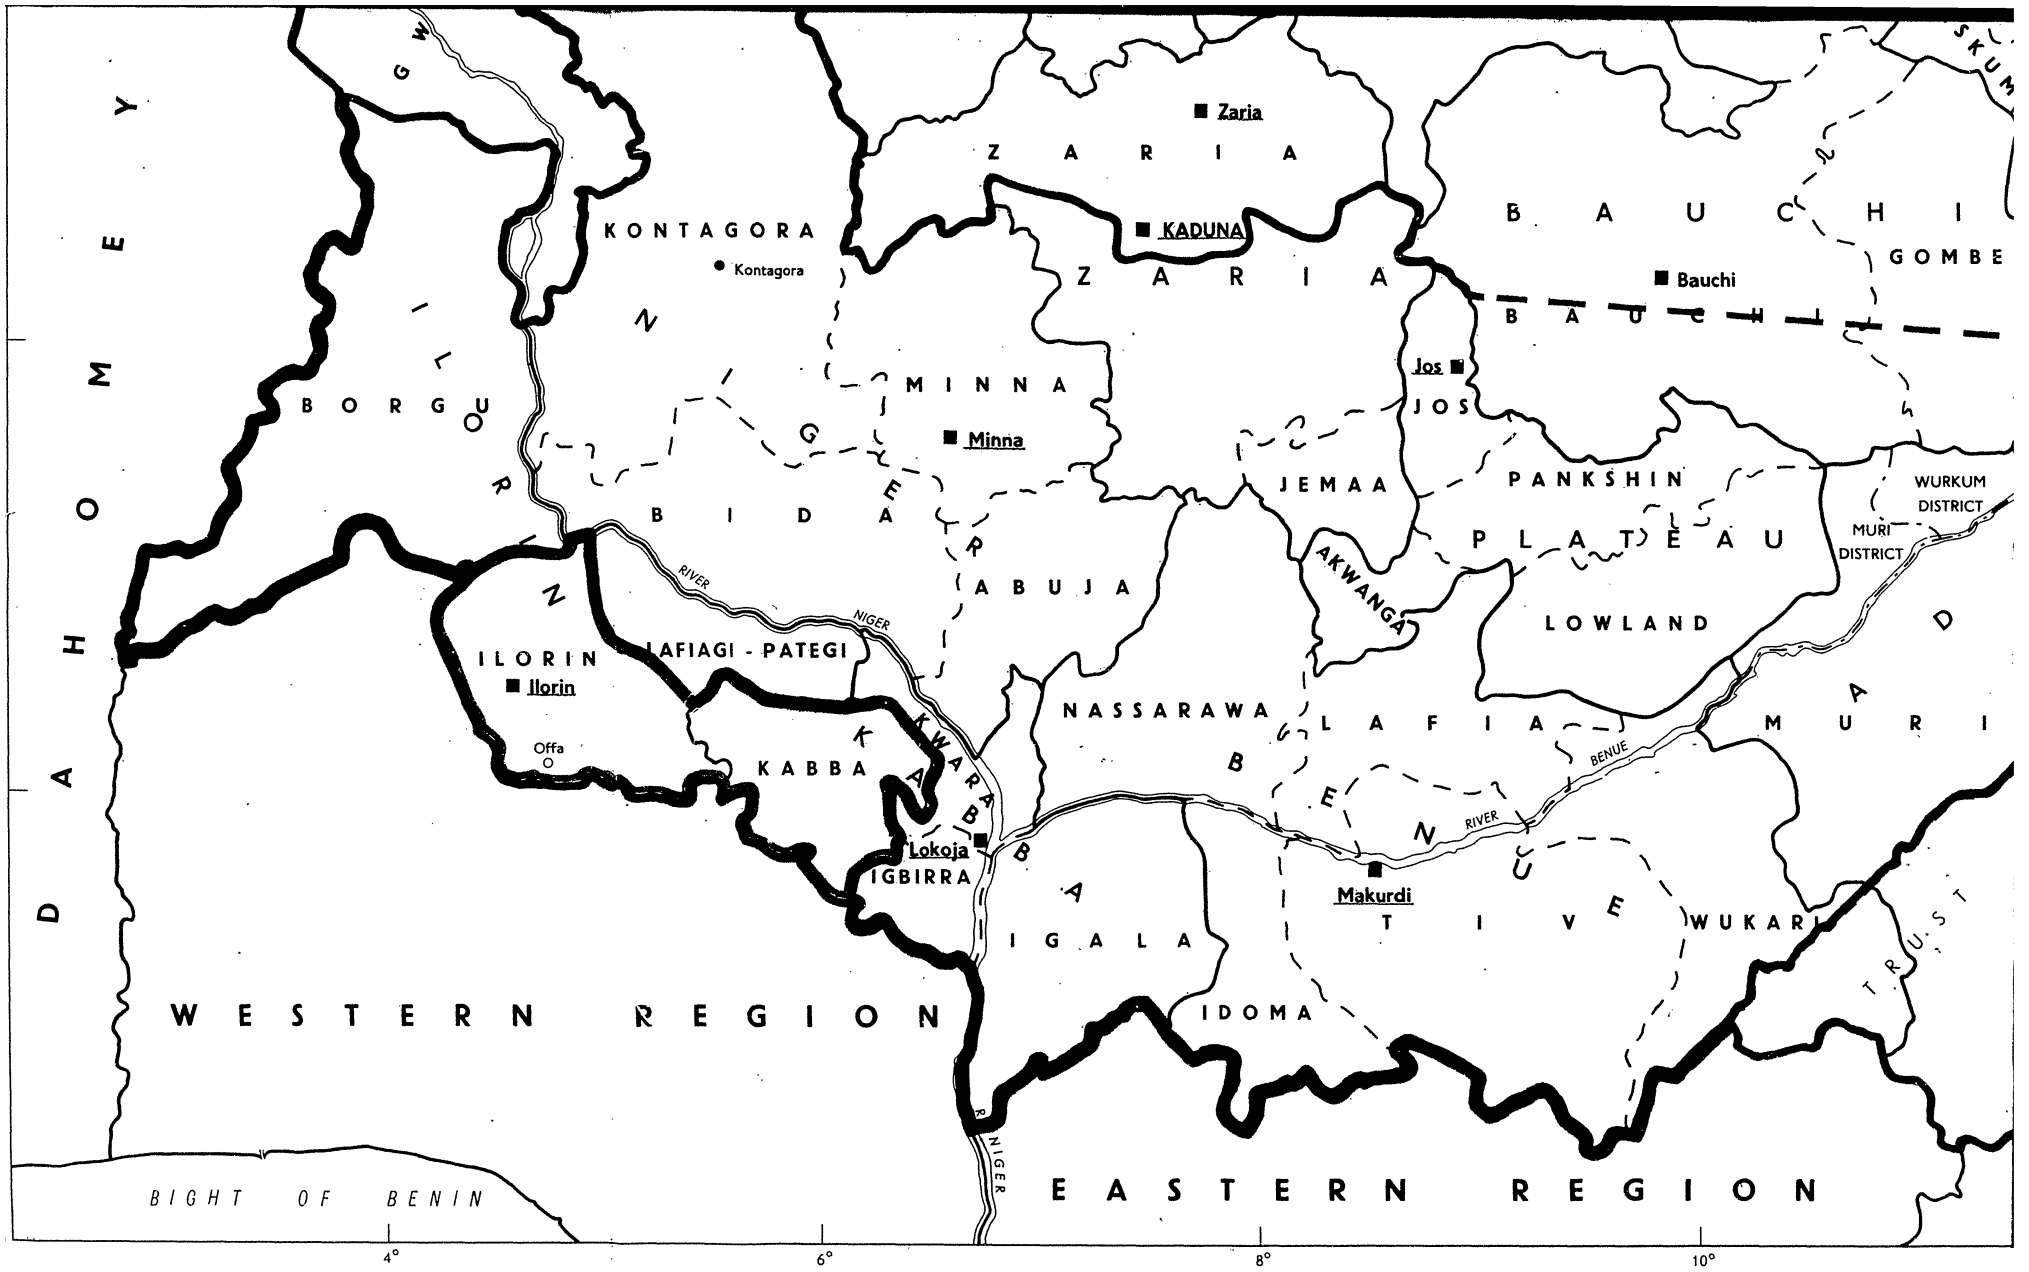 GW
SKUM
Zaria
ZARIA
KONTAGORA
Kontagora
KADUNA
ZARIA
BAUCHI
GOMBE
Bauchi
BAUCHI
DAHOMEY
ILORIN
BORGU
NIGER
MINNA
Minna
Jos
JOS
BIDA
JEMAA
PANKSHIN
WURKUM
DISTRICT
MURI
DISTRICT
PLATEAU
AKWANGA
ABUJA
LOWLAND
RIVER
NIGER
ILORIN
Ilorin
LAFIAGI - PATEGI
NASSARAWA
LAFIA
MURI
AD
Offa
KABBA
KWARA
KABBA
BENUE
BENUE
RIVER
Lokoja
IGBIRRA
Makurdi
TIV
WUKARI
IGALA
IDOMA
TRUST
WESTERN REGION
R. NIGER
EASTERN REGION
BIGHT OF BENIN
4°
6°
8°
10°